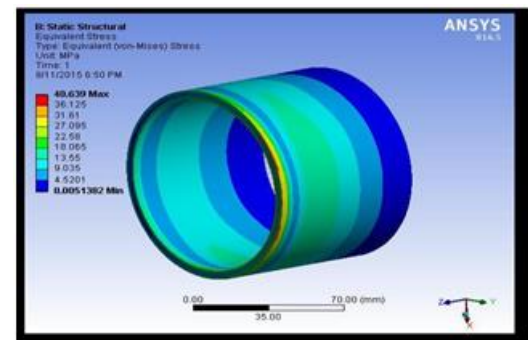 B: Static Structural
Equivalent Stress
Type: Equivalent (von-Mises) Stress
Unit: MPa
Time: 1
8/11/2015 6:50 PM
40.639 Max
36.125
31.61
27.095
22.58
18.065
13.55
9.035
4.5201
0.0051382 Min
ANSYS
R14.5
0.00
70.00 (mm)
35.00
Z
Y
X